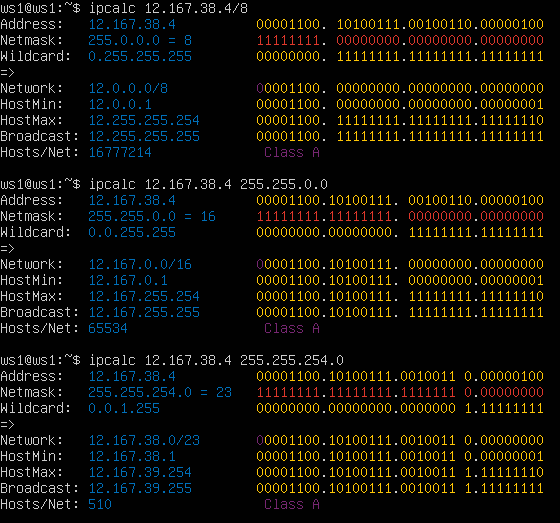 ws1@ws1:~$ ipcalc 12.167.38.4/8
Address:   12.167.38.4          00001100. 10100111.00100110.00000100
Netmask:   255.0.0.0 = 8        11111111. 00000000.00000000.00000000
Wildcard:  0.255.255.255        00000000. 11111111.11111111.11111111
=>
Network:   12.0.0.0/8           00001100. 00000000.00000000.00000000
HostMin:   12.0.0.1             00001100. 00000000.00000000.00000001
HostMax:   12.255.255.254       00001100. 11111111.11111111.11111110
Broadcast: 12.255.255.255       00001100. 11111111.11111111.11111111
Hosts/Net: 16777214              Class A
ws1@ws1:~$ ipcalc 12.167.38.4 255.255.0.0
Address:   12.167.38.4          00001100.10100111. 00100110.00000100
Netmask:   255.255.0.0 = 16     11111111.11111111. 00000000.00000000
Wildcard:  0.0.255.255          00000000.00000000. 11111111.11111111
=>
Network:   12.167.0.0/16        00001100.10100111. 00000000.00000000
HostMin:   12.167.0.1           00001100.10100111. 00000000.00000001
HostMax:   12.167.255.254       00001100.10100111. 11111111.11111110
Broadcast: 12.167.255.255       00001100.10100111. 11111111.11111111
Hosts/Net: 65534                 Class A
ws1@ws1:~$ ipcalc 12.167.38.4 255.255.254.0
Address:   12.167.38.4          00001100.10100111.0010011 0.00000100
Netmask:   255.255.254.0 = 23   11111111.11111111.1111111 0.00000000
Wildcard:  0.0.1.255            00000000.00000000.0000000 1.11111111
=>
Network:   12.167.38.0/23       00001100.10100111.0010011 0.00000000
HostMin:   12.167.38.1          00001100.10100111.0010011 0.00000001
HostMax:   12.167.39.254        00001100.10100111.0010011 1.11111110
Broadcast: 12.167.39.255        00001100.10100111.0010011 1.11111111
Hosts/Net: 510                   Class A